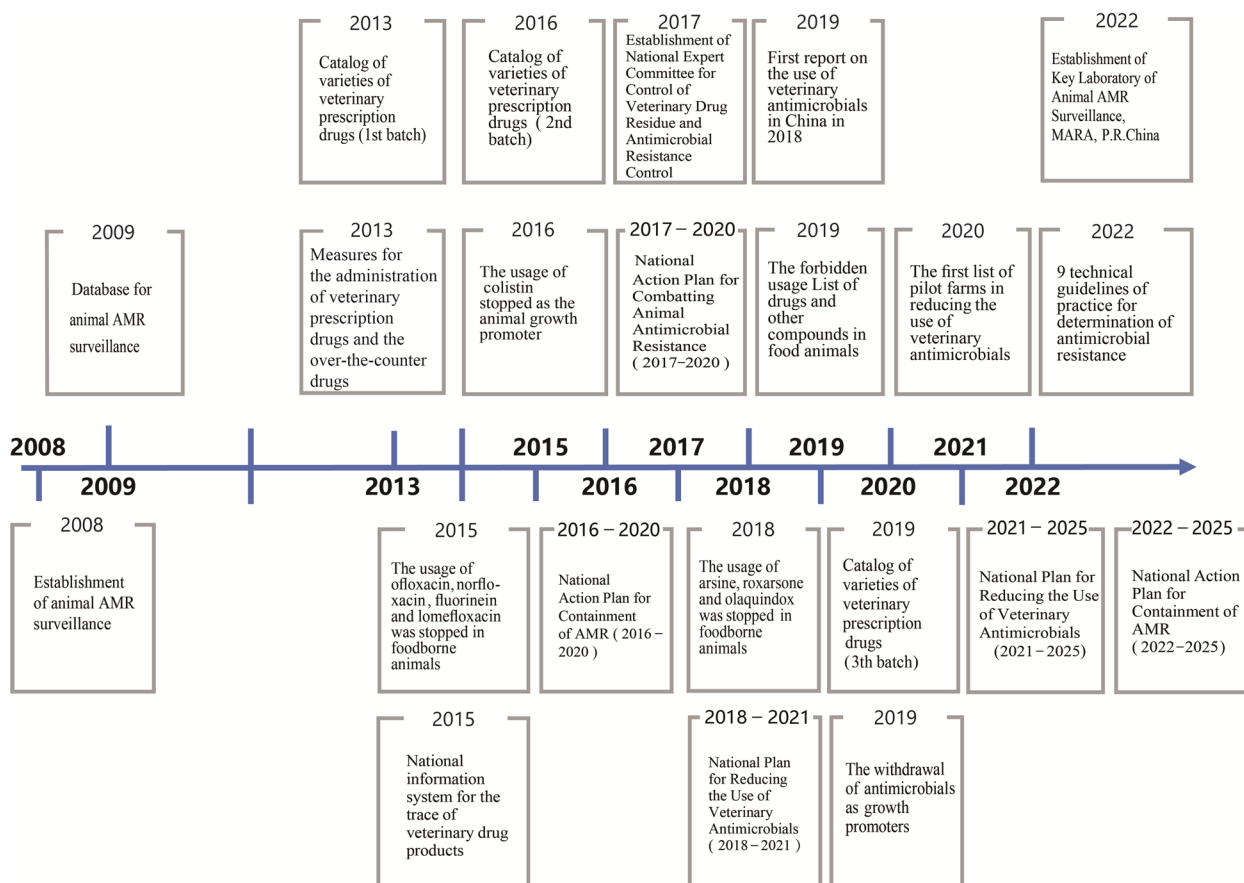 2013
Catalog of
varieties of
veterinary
prescription
drugs (1st batch)
2016
Catalog of
varieties of
veterinary
prescription
drugs ( 2nd
batch)
2017
Establishment of
National Expert
Committee for
Control of
Veterinary Drug
Residue and
Antimicrobial
Resistance
Control
2019
First report on
the use of
veterinary
antimicrobials
in China in
2018
2022
Establishment of
Key Laboratory of
Animal AMR
Surveillance,
MARA, P.R.China
2009
Database for
animal AMR
surveillance
2013
Measures for
the administration
of veterinary
prescription
drugs and the
over-the-counter
drugs
2016
The usage of
colistin
stopped as the
animal growth
promoter
2017－2020
National
Action Plan for
Combatting
Animal
Antimicrobial
Resistance
( 2017–2020 )
2019
The forbidden
usage List of
drugs and
other
compounds in
food animals
2020
The first list of
pilot farms in
reducing the
use of
veterinary
antimicrobials
2022
9 technical
guidelines of
practice for
determination of
antimicrobial
resistance
2008
2015
2017
2019
2021
2009
2013
2016
2018
2020
2022
2008
Establishment
of animal AMR
surveillance
2015
The usage of
ofloxacin, norflo-
xacin , fluorinein
and lomefloxacin
was stopped in
foodborne
animals
2016－2020
National
Action Plan for
Containment
of AMR ( 2016－
2020 )
2018
The usage of
arsine, roxarsone
and olaquindox
was stopped in
foodborne
animals
2019
Catalog of
varieties of
veterinary
prescription
drugs
(3th batch)
2021－2025
National Plan for
Reducing the Use
of Veterinary
Antimicrobials
(2021－2025)
2022－2025
National Action
Plan for
Containment of
AMR
( 2022–2025)
2015
National
information
system for the
trace of
veterinary drug
products
2018－2021
National Plan
for Reducing
the Use of
Veterinary
Antimicrobials
( 2018－2021 )
2019
The withdrawal
of antimicrobials
as growth
promoters